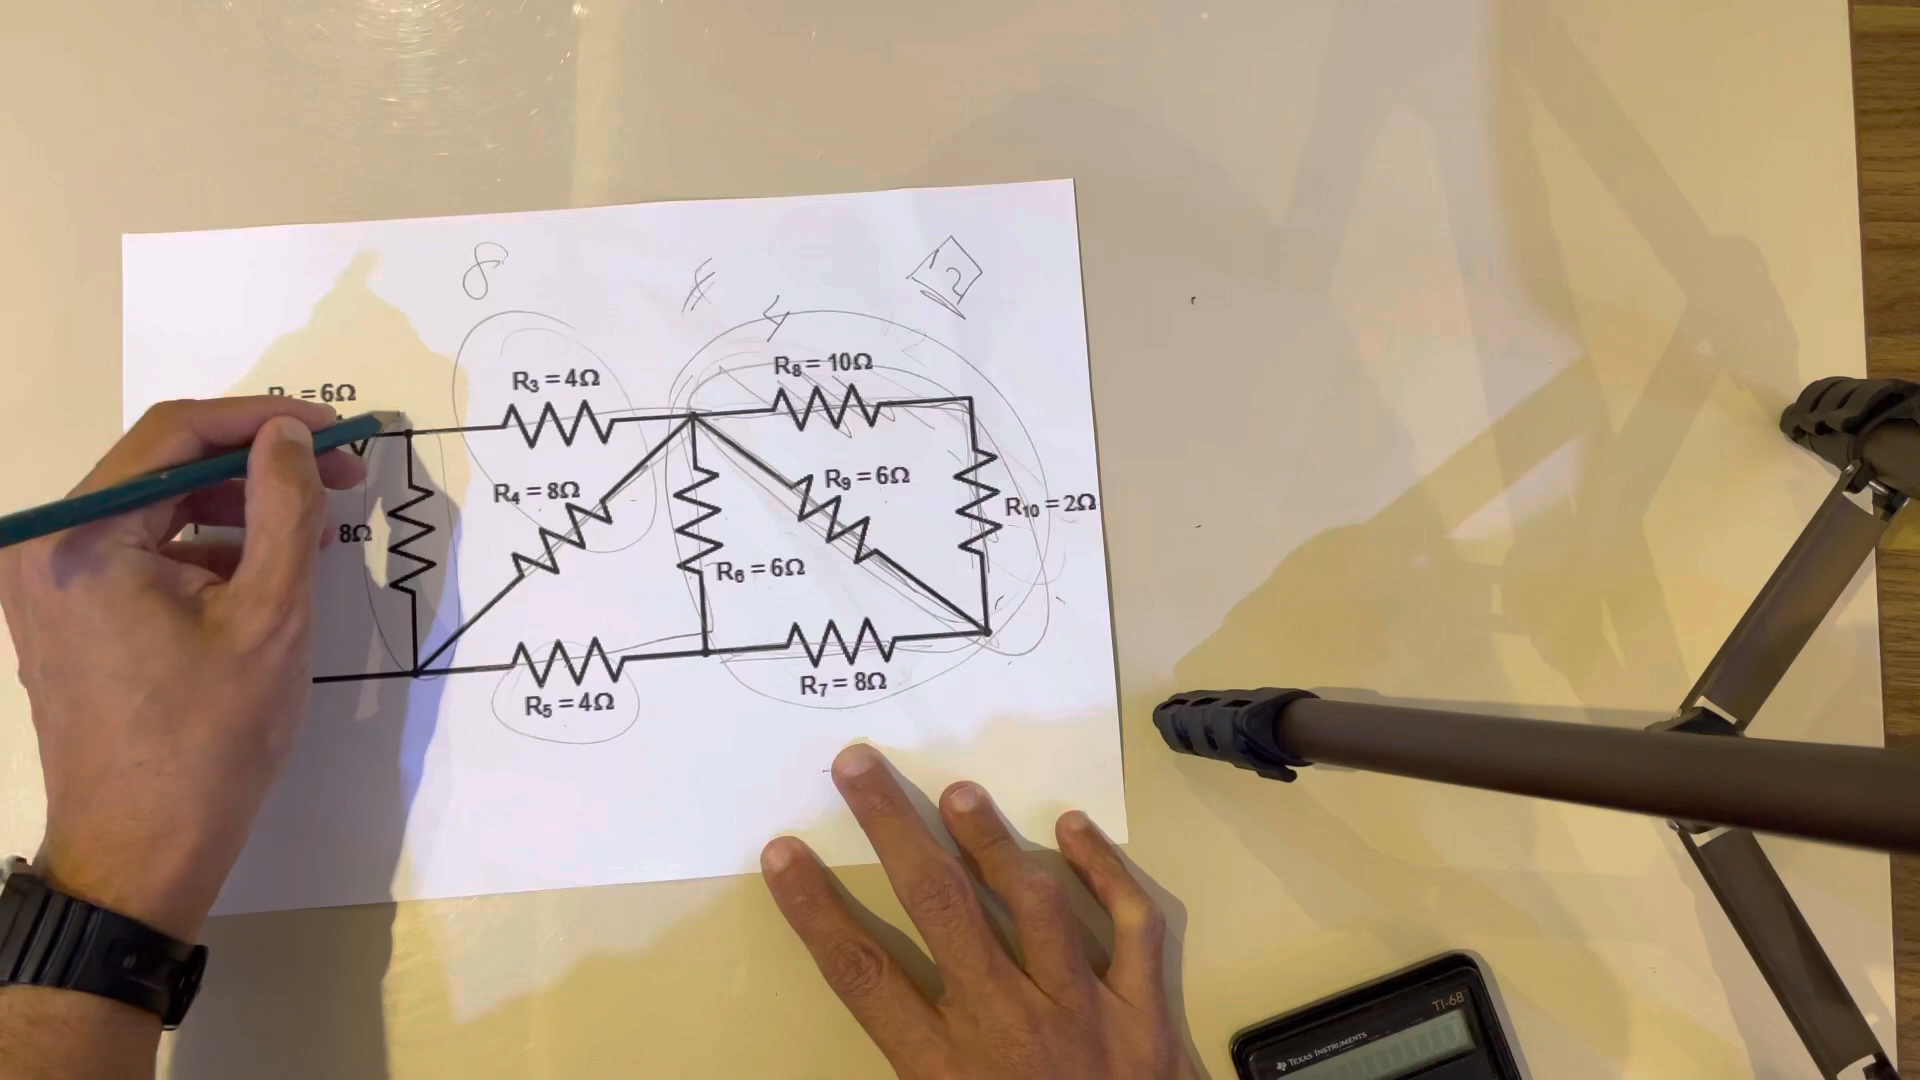 8
4
12
= 6Ω
R₃ = 4Ω
R₈ = 10Ω
R₄ = 8Ω
R₉ = 6Ω
8Ω
R₁₀ = 2Ω
R₆ = 6Ω
R₅ = 4Ω
R₇ = 8Ω
TI-68
TEXAS INSTRUMENTS